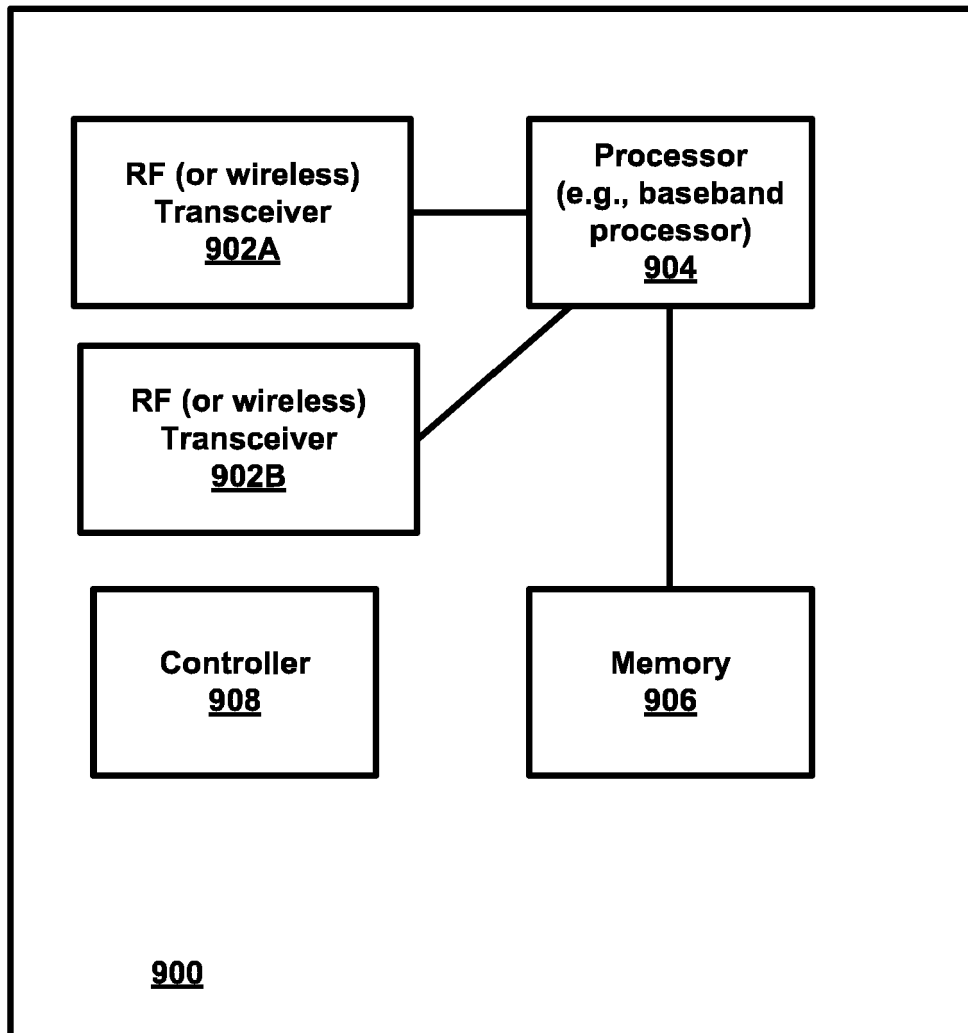 RF (or wireless)
Transceiver
902A
Processor
(e.g., baseband
processor)
904
RF (or wireless)
Transceiver
902B
Controller
908
Memory
906
900